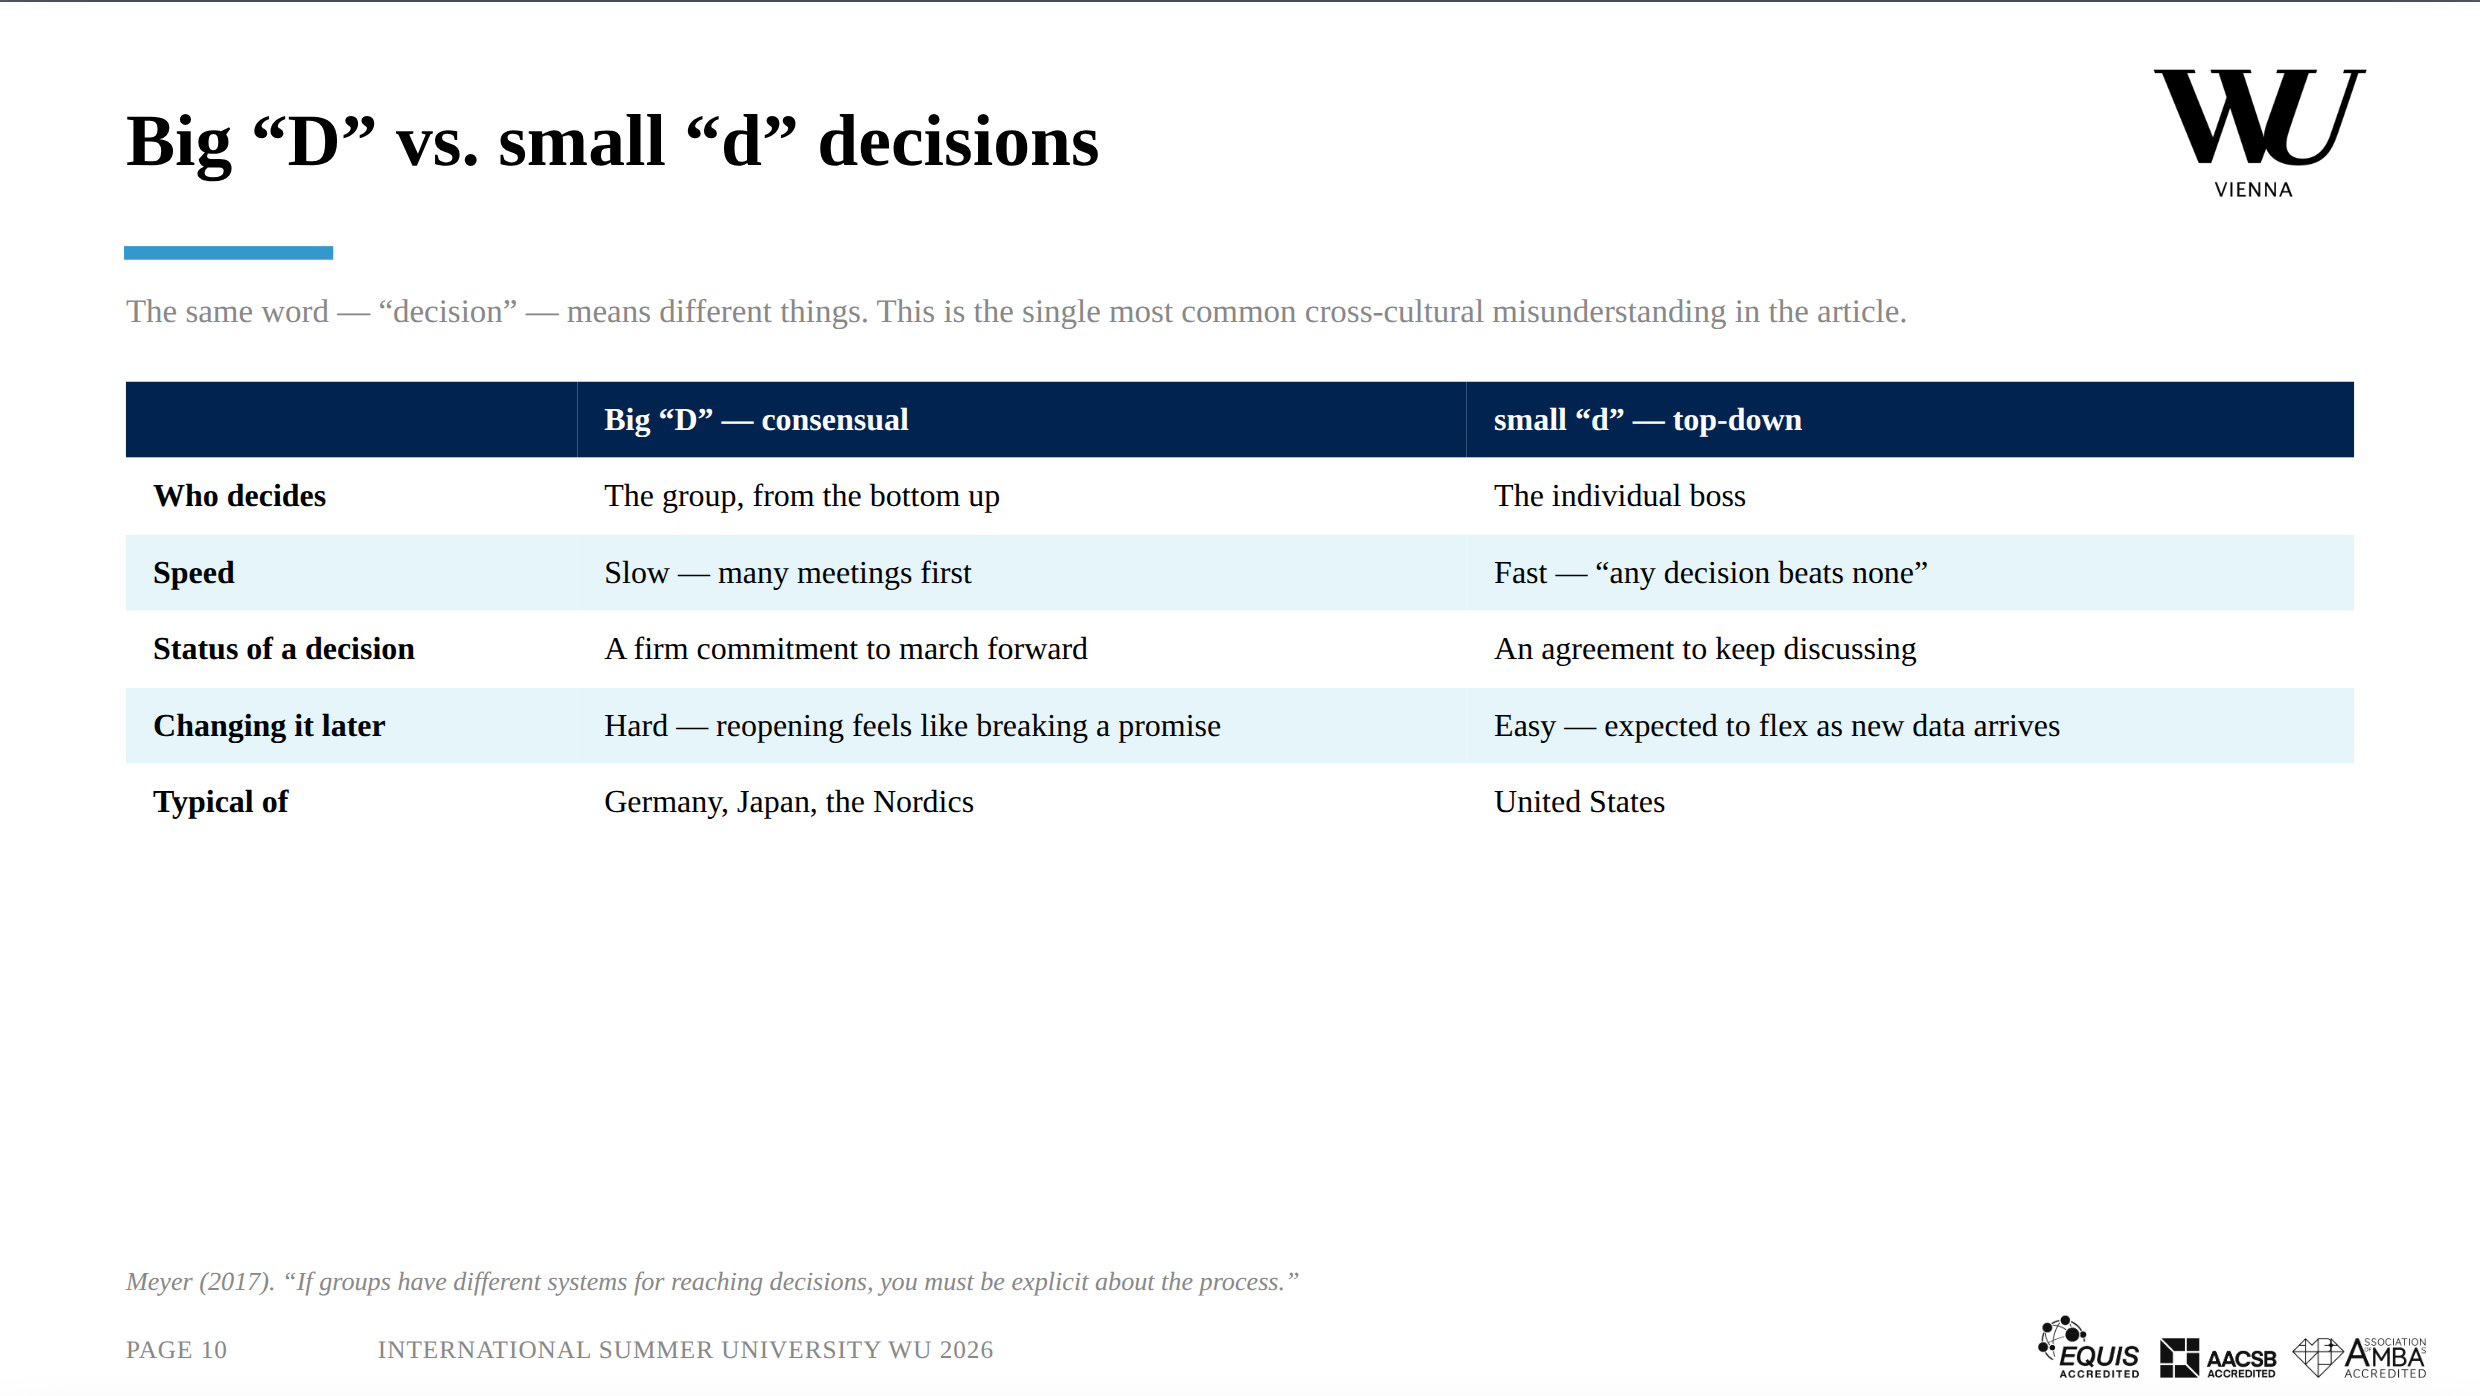 Big “D” vs. small “d” decisions
WU
VIENNA
The same word — “decision” — means different things. This is the single most common cross-cultural misunderstanding in the article.
Big “D” — consensual small “d” — top-down
Who decides The group, from the bottom up The individual boss
Speed Slow — many meetings first Fast — “any decision beats none”
Status of a decision A firm commitment to march forward An agreement to keep discussing
Changing it later Hard — reopening feels like breaking a promise Easy — expected to flex as new data arrives
Typical of Germany, Japan, the Nordics United States
Meyer (2017). “If groups have different systems for reaching decisions, you must be explicit about the process.”
PAGE 10 INTERNATIONAL SUMMER UNIVERSITY WU 2026
EQUIS
ACCREDITED
AACSB
ACCREDITED
ASSOCIATION
OF AMBAS
ACCREDITED